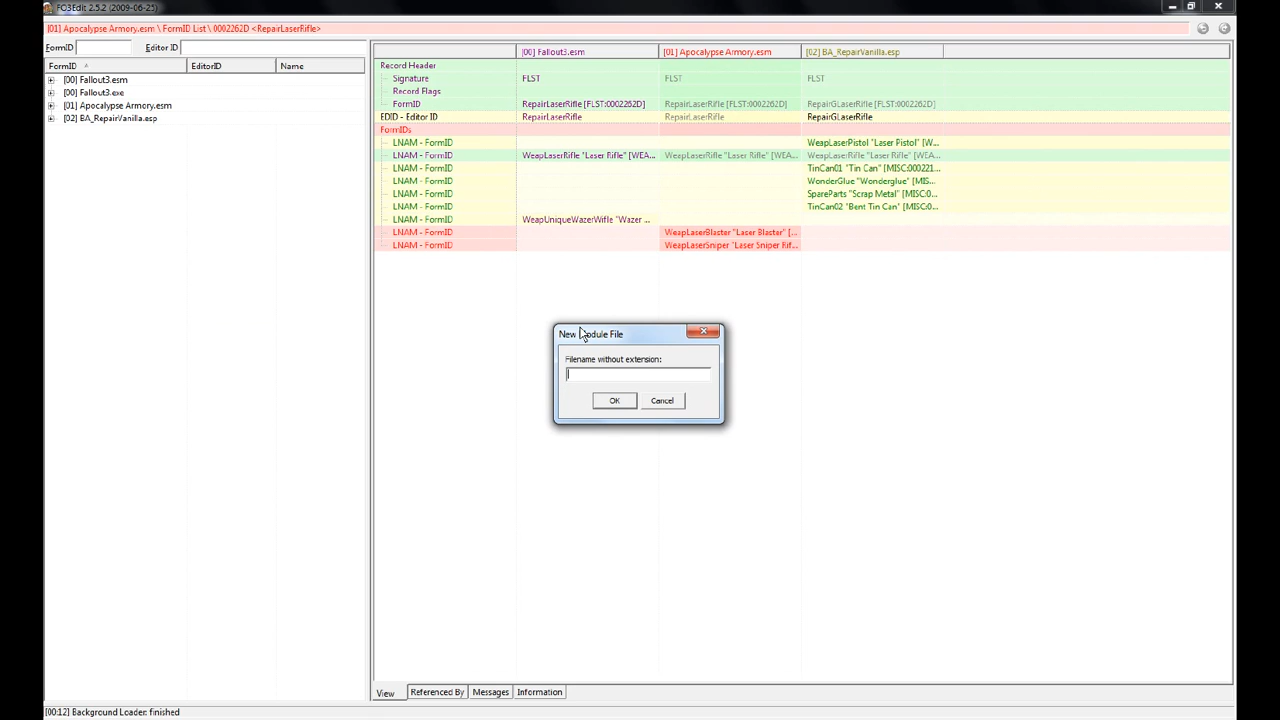 FO3Edit 2.5.2 (2009-06-25)
[01] Apocalypse Armory.esm \ FormID List \ 0002262D <RepairLaserRifle>
FormID Editor ID
FormID EditorID Name
[00] Fallout3.esm
[00] Fallout3.exe
[01] Apocalypse Armory.esm
[02] BA_RepairVanilla.esp
[00] Fallout3.esm [01] Apocalypse Armory.esm [02] BA_RepairVanilla.esp
Record Header
Signature FLST FLST FLST
Record Flags
FormID RepairLaserRifle [FLST:0002262D] RepairLaserRifle [FLST:0002262D] RepairGLaserRifle [FLST:0002262D]
EDID - Editor ID RepairLaserRifle RepairLaserRifle RepairGLaserRifle
FormIDs
LNAM - FormID WeapLaserPistol "Laser Pistol" [W...
LNAM - FormID WeapLaserRifle "Laser Rifle" [WEA... WeapLaserRifle "Laser Rifle" [WEA... WeapLaserRifle "Laser Rifle" [WEA...
LNAM - FormID TinCan01 "Tin Can" [MISC:000221...
LNAM - FormID WonderGlue "Wonderglue" [MISC:0...
LNAM - FormID SpareParts "Scrap Metal" [MISC:0...
LNAM - FormID TinCan02 "Bent Tin Can" [MISC:0...
LNAM - FormID WeapUniqueWazerWifle "Wazer ...
LNAM - FormID WeapLaserBlaster "Laser Blaster" [...
LNAM - FormID WeapLaserSniper "Laser Sniper Rif...
New Module File
Filename without extension:
OK Cancel
View Referenced By Messages Information
[00:12] Background Loader: finished